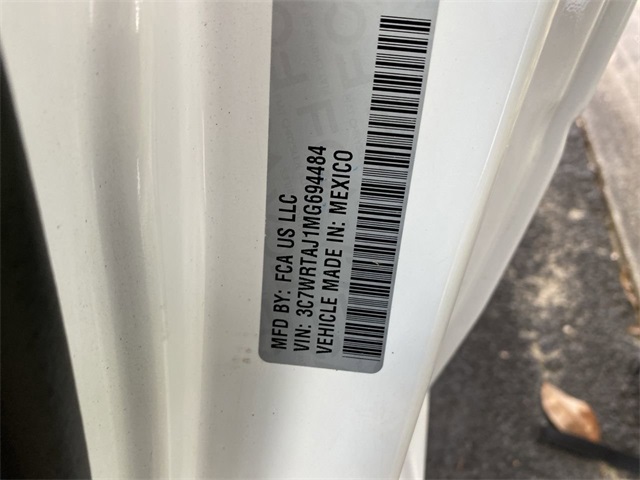 MFD BY: FCA US LLC
VIN: 3C7WRTAJ1MG694484
VEHICLE MADE IN: MEXICO